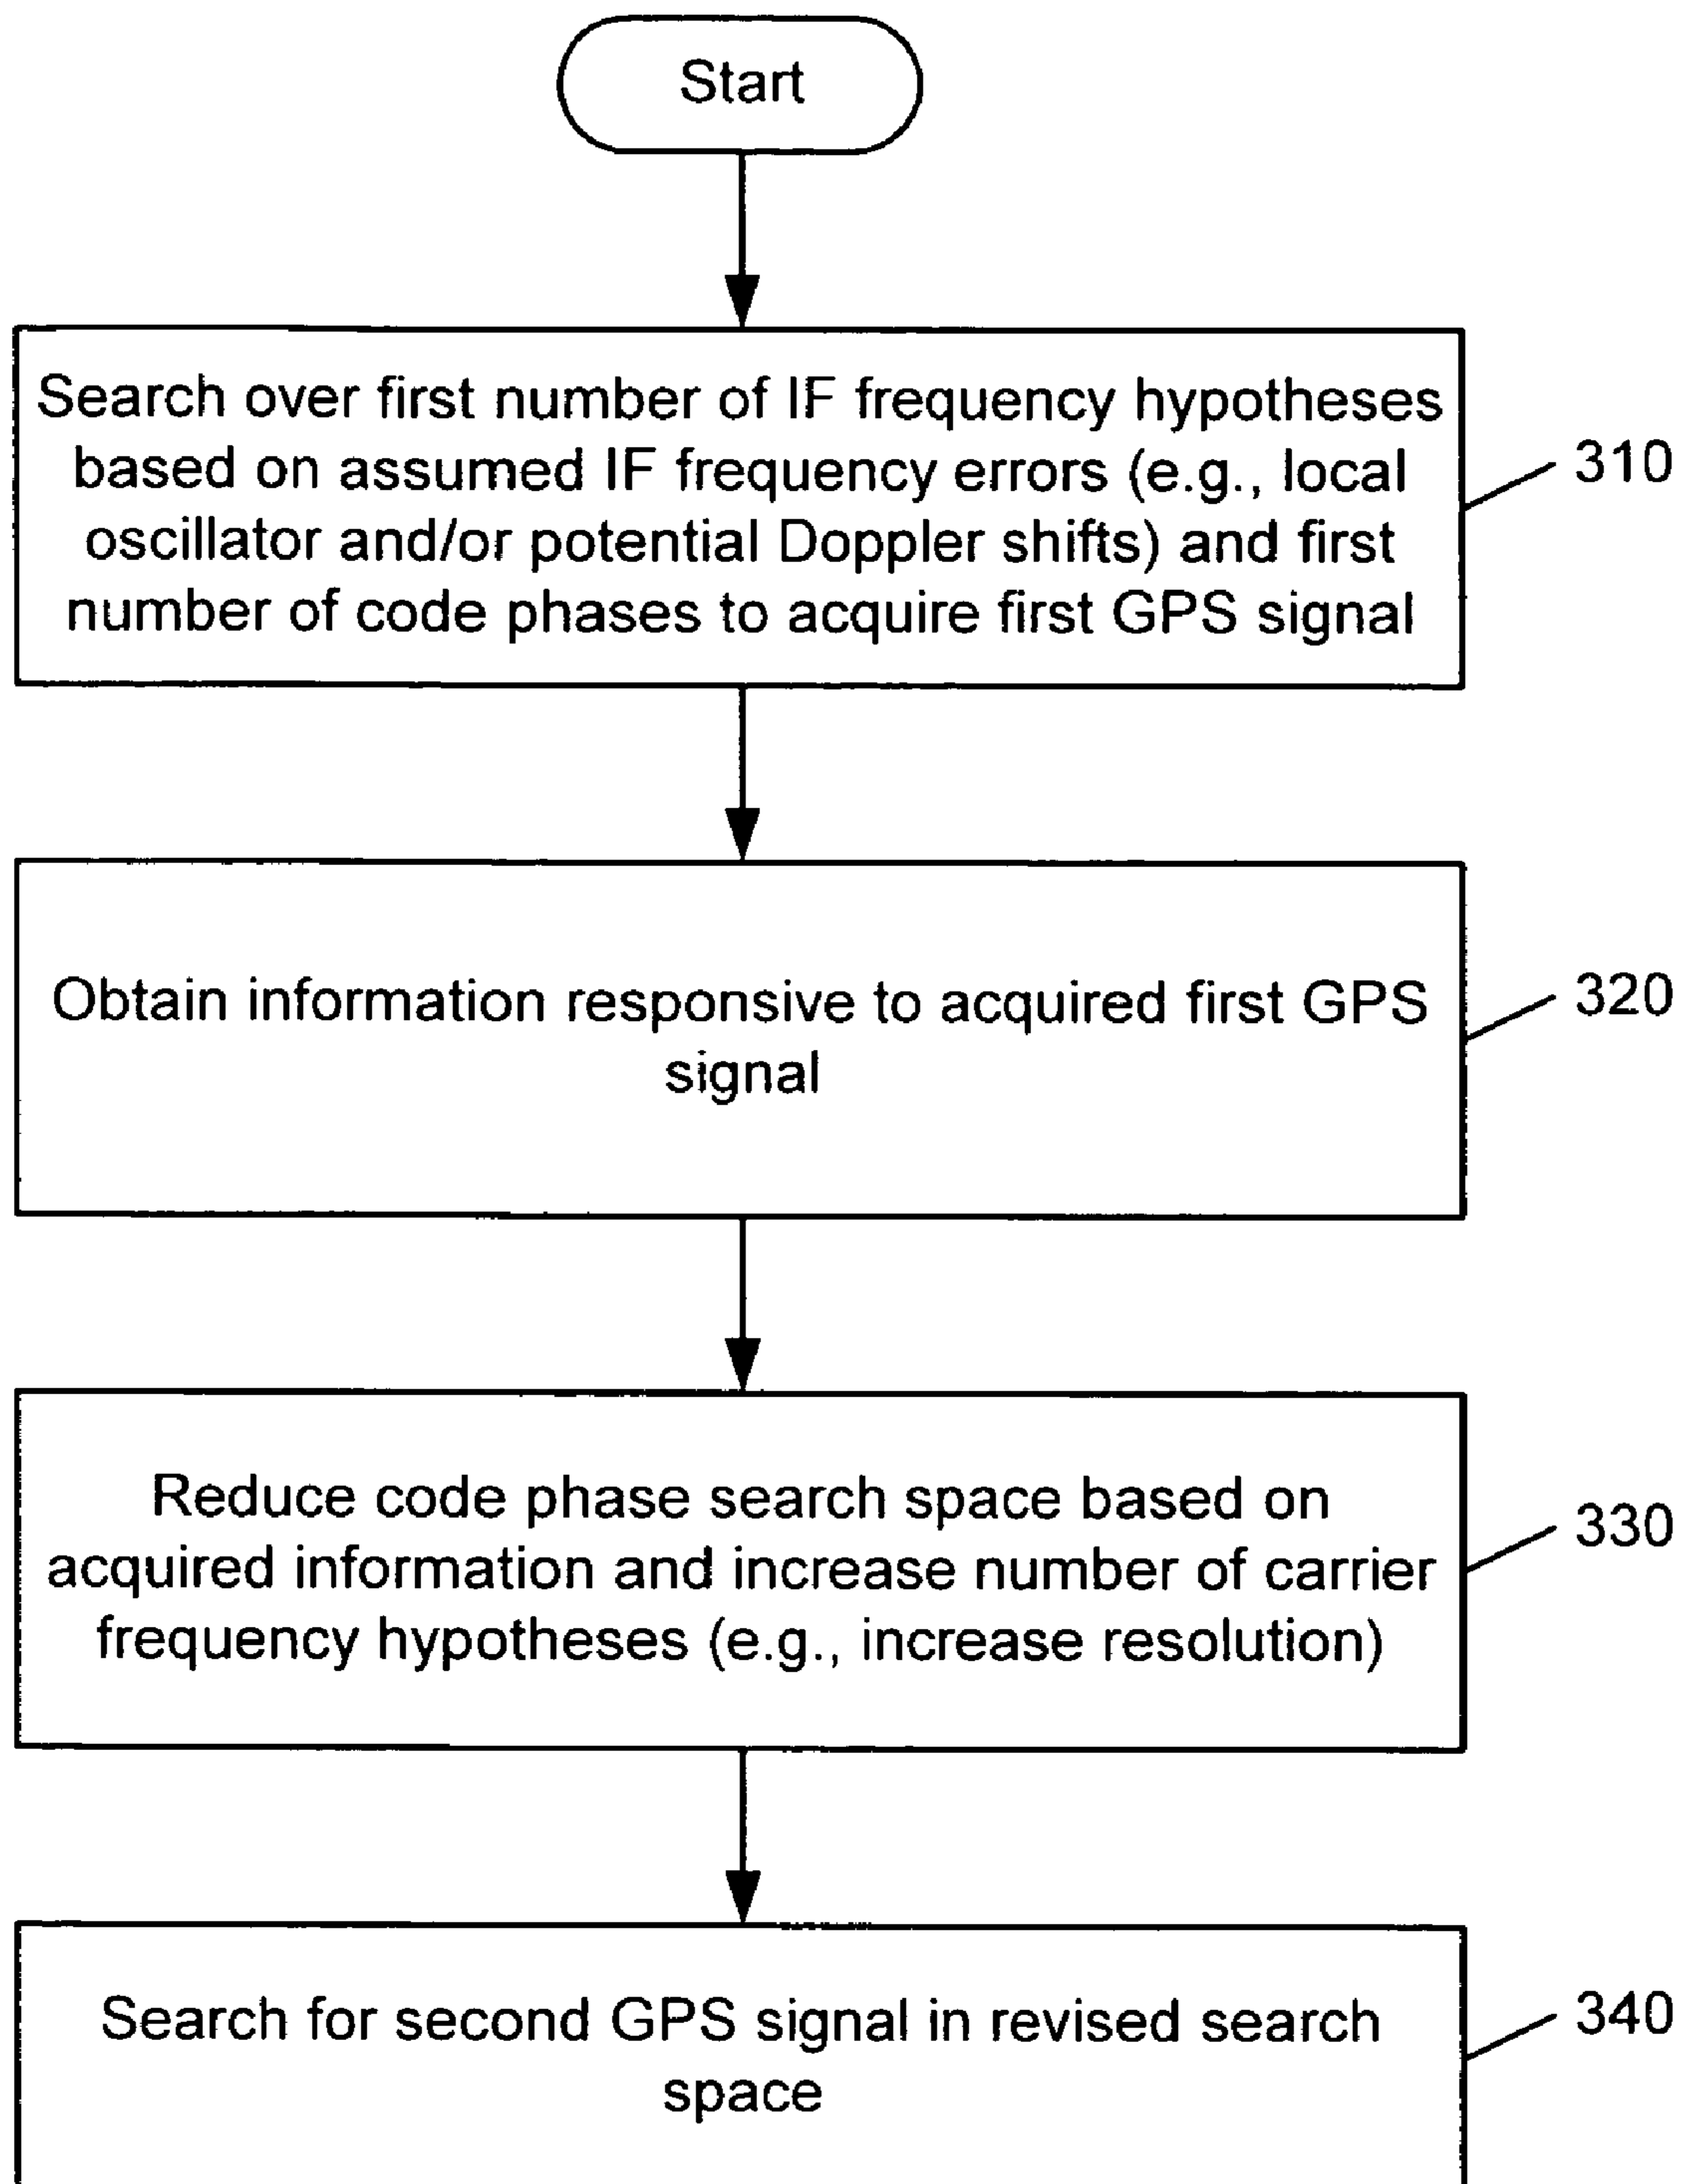 Start
Search over first number of IF frequency hypotheses
based on assumed IF frequency errors (e.g., local
oscillator and/or potential Doppler shifts) and first
number of code phases to acquire first GPS signal
310
Obtain information responsive to acquired first GPS
signal
320
Reduce code phase search space based on
acquired information and increase number of carrier
frequency hypotheses (e.g., increase resolution)
330
Search for second GPS signal in revised search
space
340